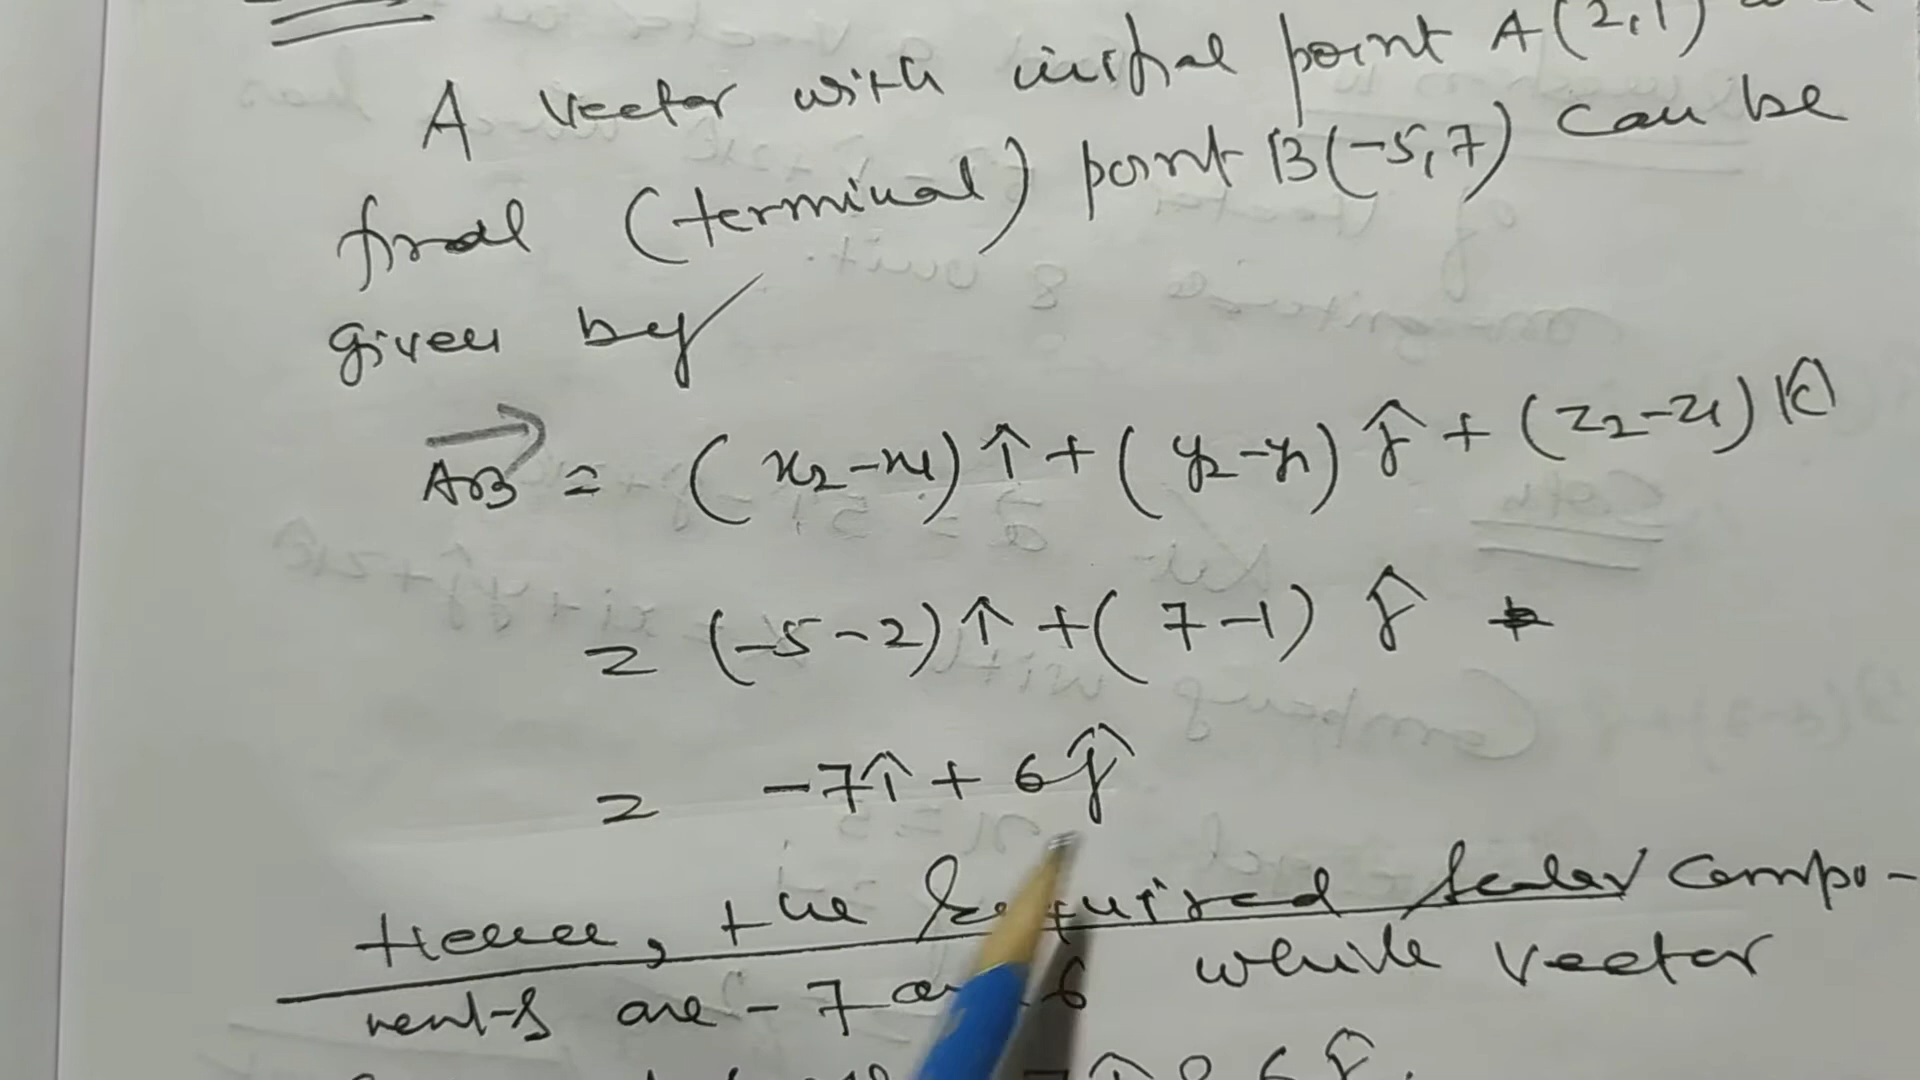 A vector with initial point A(2,1)
final (terminal) point B(-5,7) can be
given by
AB = (x₂-x₁) î + (y₂-y₁) ĵ + (z₂-z₁) k̂
= (-5-2) î + (7-1) ĵ
= -7î + 6ĵ
Hence, the required scalar compo-
nents are -7 and 6 while vector
7î & 6ĵ.